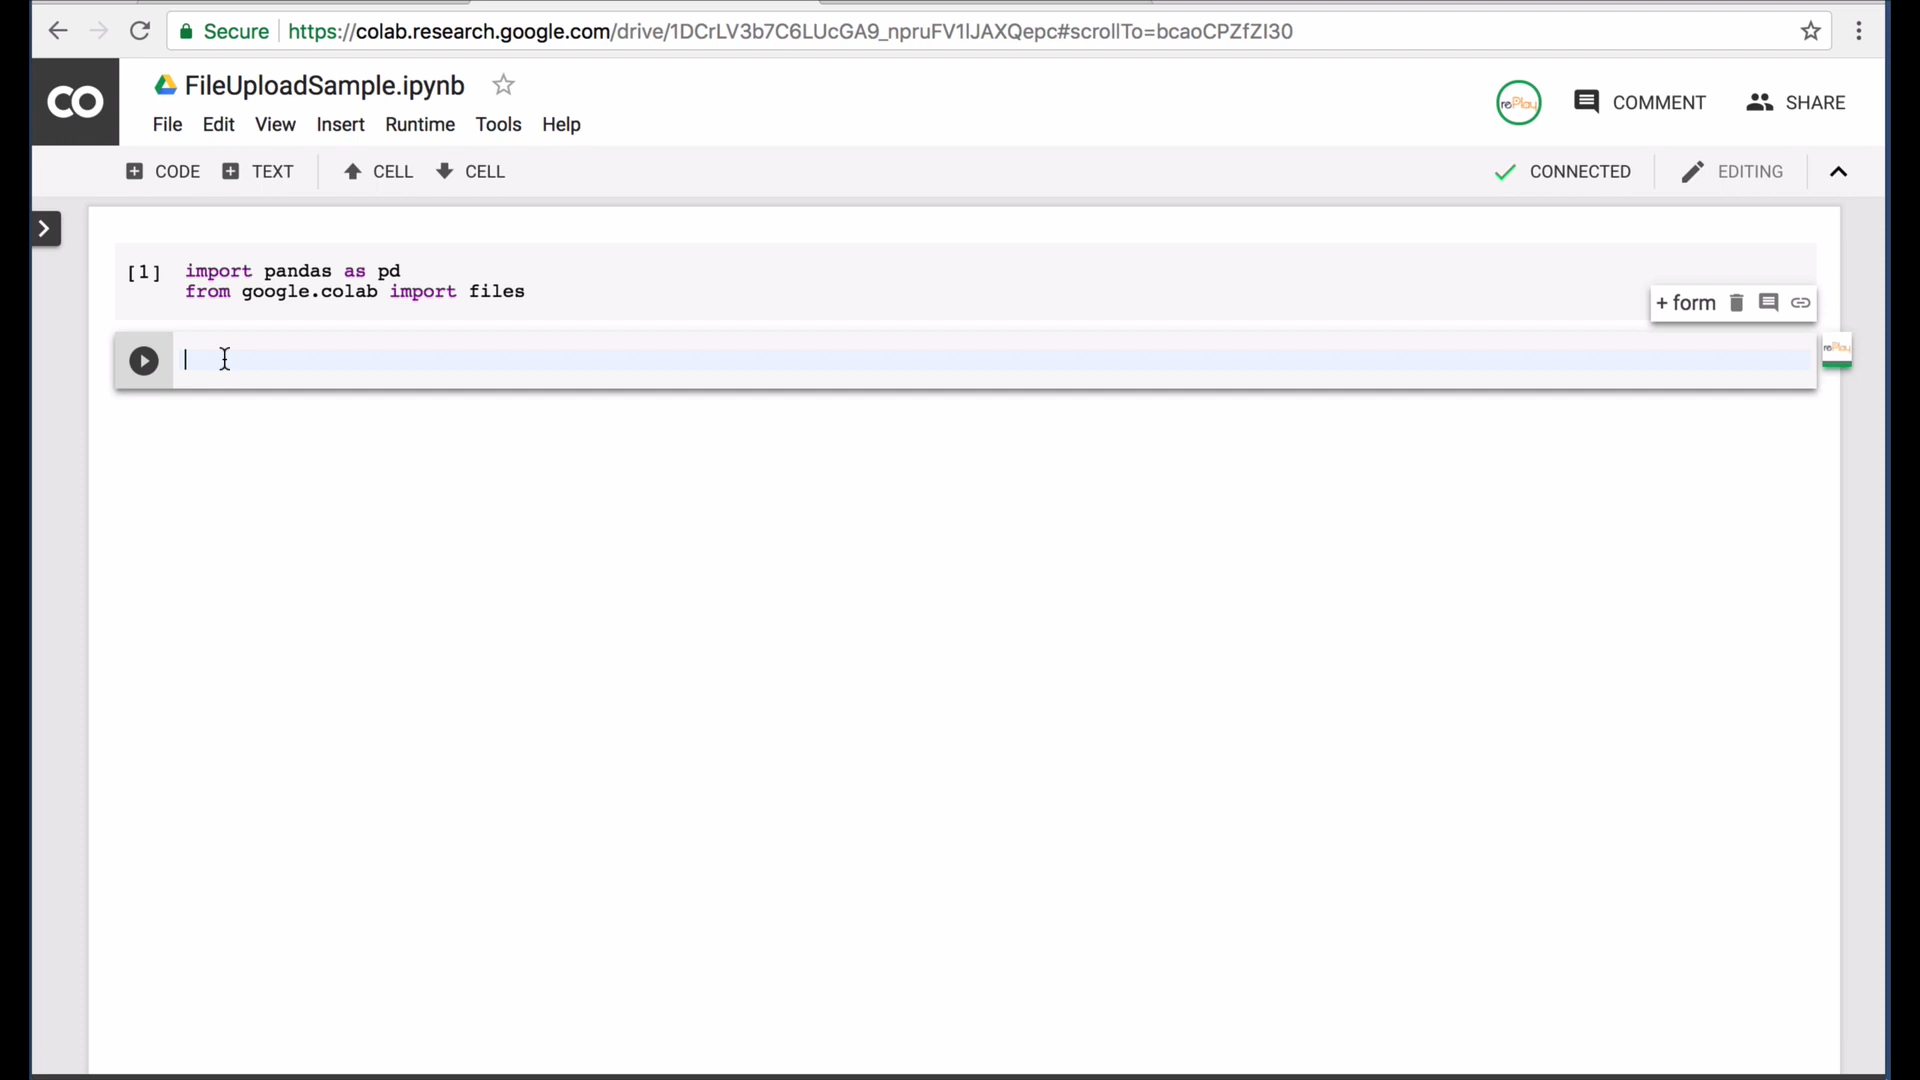 Secure https://colab.research.google.com/drive/1DCrLV3b7C6LUcGA9_npruFV1lJAXQepc#scrollTo=bcaoCPZfZI30
CO FileUploadSample.ipynb
rePlay COMMENT SHARE
File Edit View Insert Runtime Tools Help
CODE TEXT CELL CELL CONNECTED EDITING
[1] import pandas as pd
from google.colab import files
+ form
rePlay